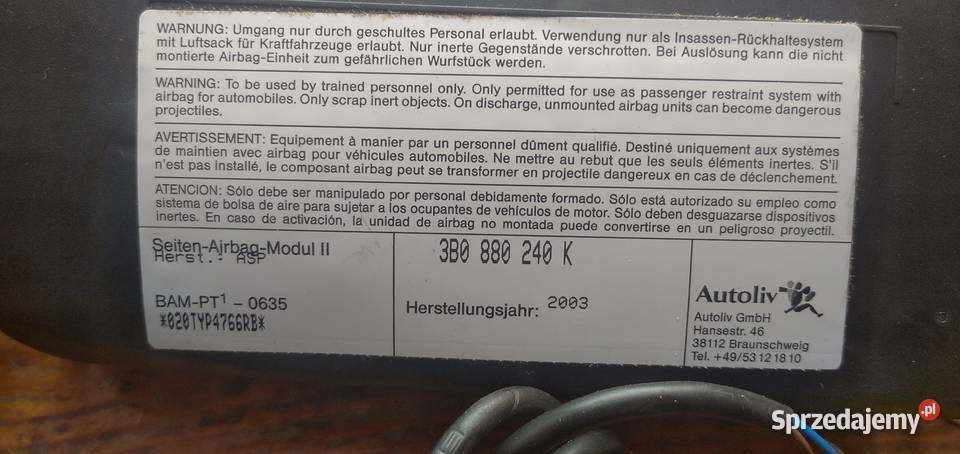 WARNUNG: Umgang nur durch geschultes Personal erlaubt. Verwendung nur als Insassen-Rückhaltesystem
mit Luftsack für Kraftfahrzeuge erlaubt. Nur inerte Gegenstände verschrotten. Bei Auslösung kann die nicht
montierte Airbag-Einheit zum gefährlichen Wurfstück werden.
WARNING: To be used by trained personnel only. Only permitted for use as passenger restraint system with
airbag for automobiles. Only scrap inert objects. On discharge, unmounted airbag units can become dangerous
projectiles.
AVERTISSEMENT: Equipement à manier par un personnel dûment qualifié. Destiné uniquement aux systèmes
de maintien avec airbag pour véhicules automobiles. Ne mettre au rebut que les seuls éléments inertes. S'il
n'est pas installé, le composant airbag peut se transformer en projectile dangereux en cas de déclenchement.
ATENCION: Sólo debe ser manipulado por personal debidamente formado. Sólo está autorizado su empleo como
sistema de bolsa de aire para sujetar a los ocupantes de vehículos de motor. Sólo deben desguazarse dispositivos
inertes. En caso de activación, la unidad de airbag no montada puede convertirse en un peligroso proyectil.
Seiten-Airbag-Modul II
Herst.: ASP
BAM-PT1 - 0635
*020TYP4766RB*
3B0 880 240 K
Herstellungsjahr: 2003
Autoliv
Autoliv GmbH
Hansestr. 46
38112 Braunschweig
Tel. +49/53 12 18 10
Sprzedajemy.pl